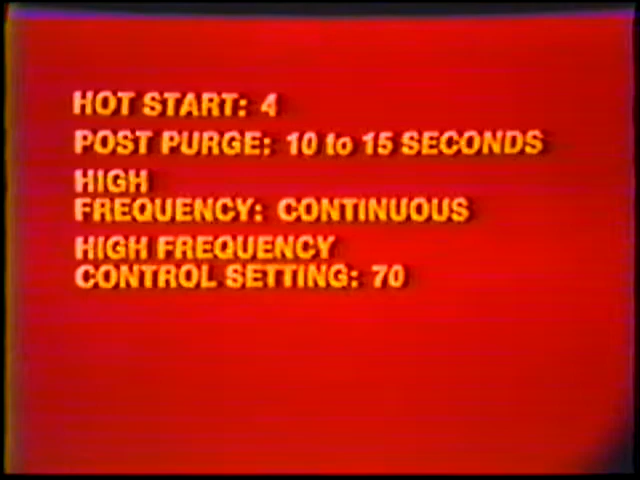 HOT START: 4
POST PURGE: 10 to 15 SECONDS
HIGH
FREQUENCY: CONTINUOUS
HIGH FREQUENCY
CONTROL SETTING: 70